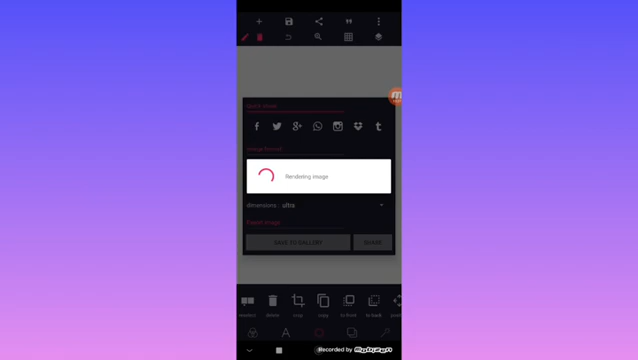 Quick share
Image format
Rendering image
dimensions : ultra
Export image
SAVE TO GALLERY
SHARE
delete
crop
copy
to front
to back
Recorded by